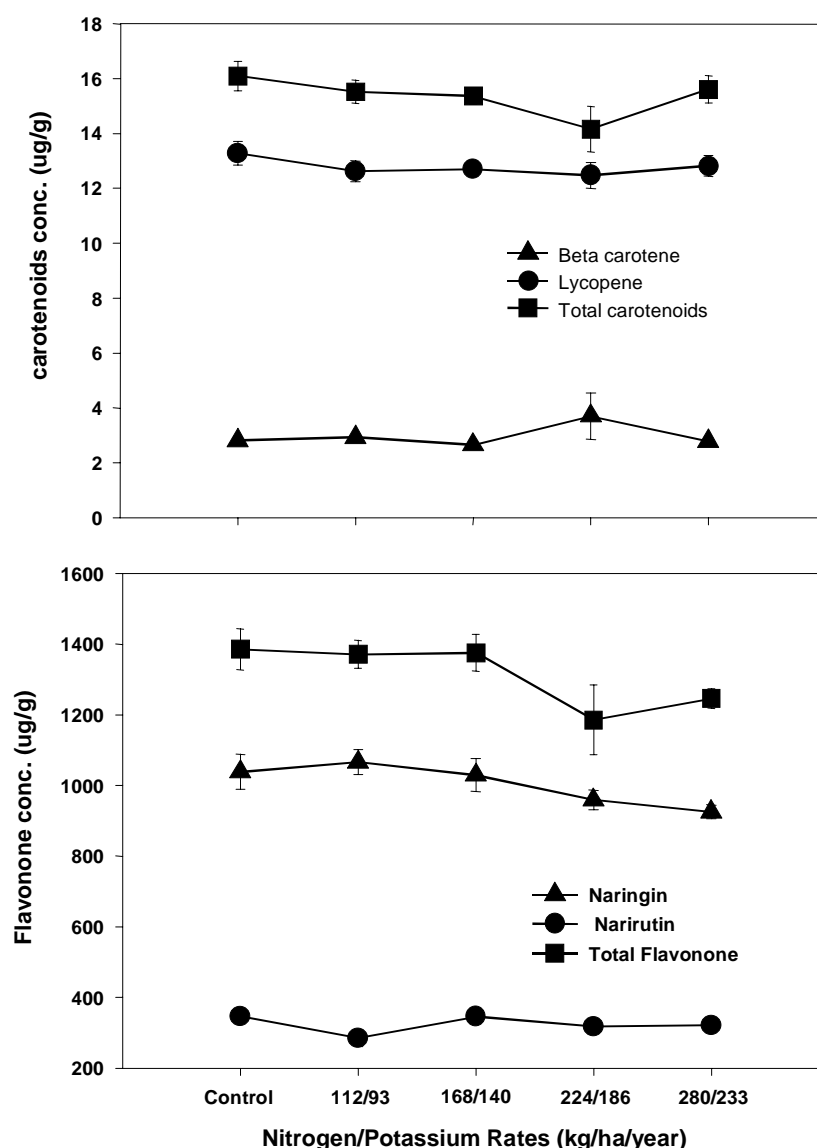 18
16
14
12
10
8
6
4
2
0
carotenoids conc. (ug/g)
Beta carotene
Lycopene
Total carotenoids
1600
1400
1200
1000
800
600
400
200
Flavonone conc. (ug/g)
Naringin
Narirutin
Total Flavonone
Control 112/93 168/140 224/186 280/233
Nitrogen/Potassium Rates (kg/ha/year)